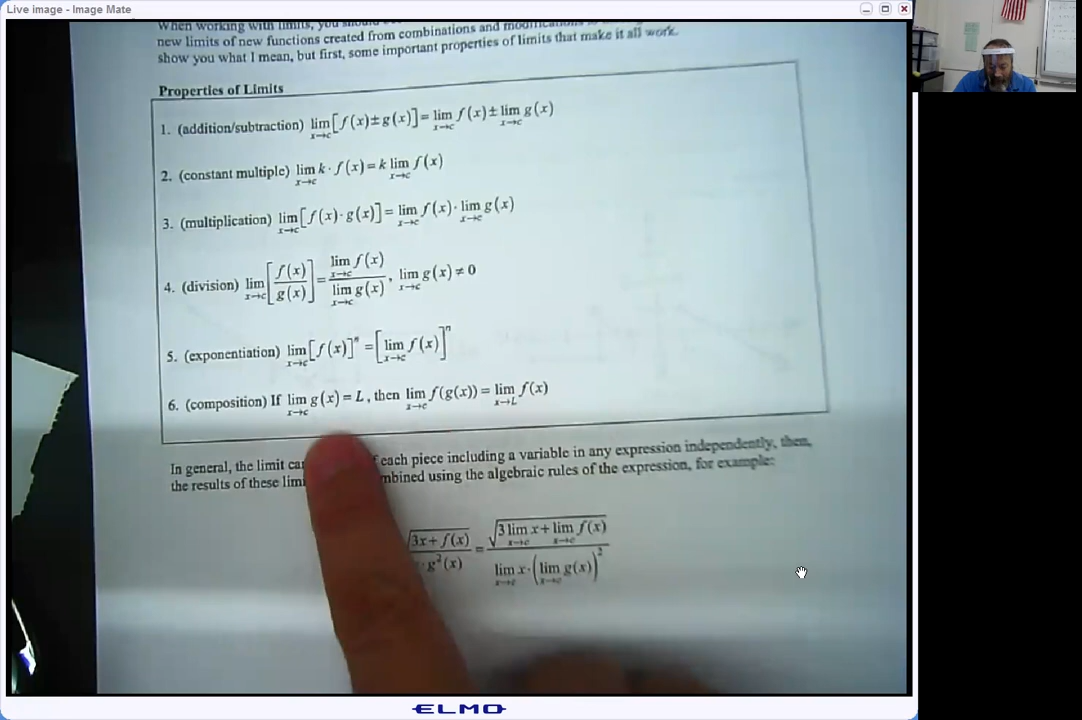 Live image - Image Mate
When working with limits, you
new limits of new functions created from combinations and
show you what I mean, but first, some important properties of limits that make it all work.
Properties of Limits
1. (addition/subtraction) lim x→c [f(x)±g(x)] = lim x→c f(x) ± lim x→c g(x)
2. (constant multiple) lim x→c k·f(x) = k lim x→c f(x)
3. (multiplication) lim x→c [f(x)·g(x)] = lim x→c f(x)·lim x→c g(x)
4. (division) lim x→c [f(x)/g(x)] = lim x→c f(x) / lim x→c g(x), lim x→c g(x) ≠ 0
5. (exponentiation) lim x→c [f(x)]^n = [lim x→c f(x)]^n
6. (composition) If lim x→c g(x) = L, then lim x→c f(g(x)) = lim x→L f(x)
In general, the limit each piece including a variable in any expression independently, then,
the results of these using the algebraic rules of the expression, for example:
√3x + f(x) / · g²(x) = √3 lim x→c x + lim x→c f(x) / lim x→c x·(lim x→c g(x))²
ELMO